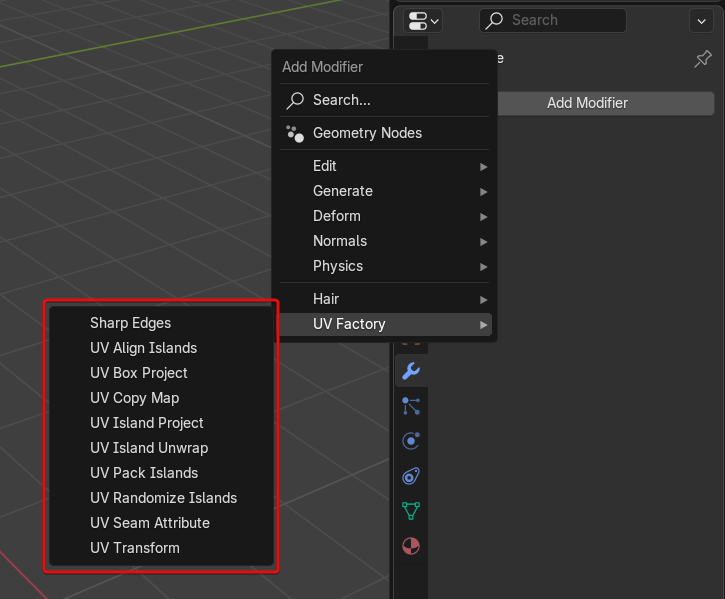 Search
e
Add Modifier
Add Modifier
Search...
Geometry Nodes
Edit
Generate
Deform
Normals
Physics
Hair
UV Factory
Sharp Edges
UV Align Islands
UV Box Project
UV Copy Map
UV Island Project
UV Island Unwrap
UV Pack Islands
UV Randomize Islands
UV Seam Attribute
UV Transform